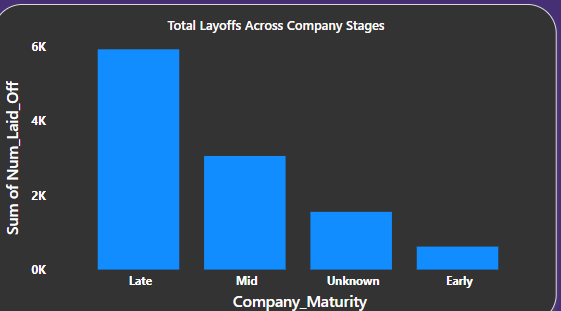 Total Layoffs Across Company Stages
Sum of Num_Laid_Off
6K
4K
2K
0K
Late
Mid
Unknown
Early
Company_Maturity